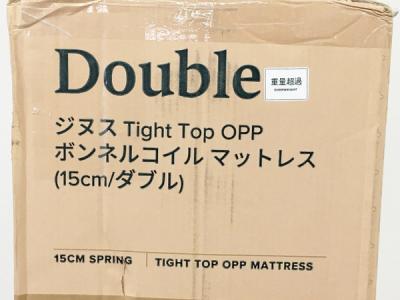 Double
重量超過
OVERWEIGHT
ジヌス Tight Top OPP
ボンネルコイル マットレス
(15cm/ダブル)
15CM SPRING
TIGHT TOP OPP MATTRESS